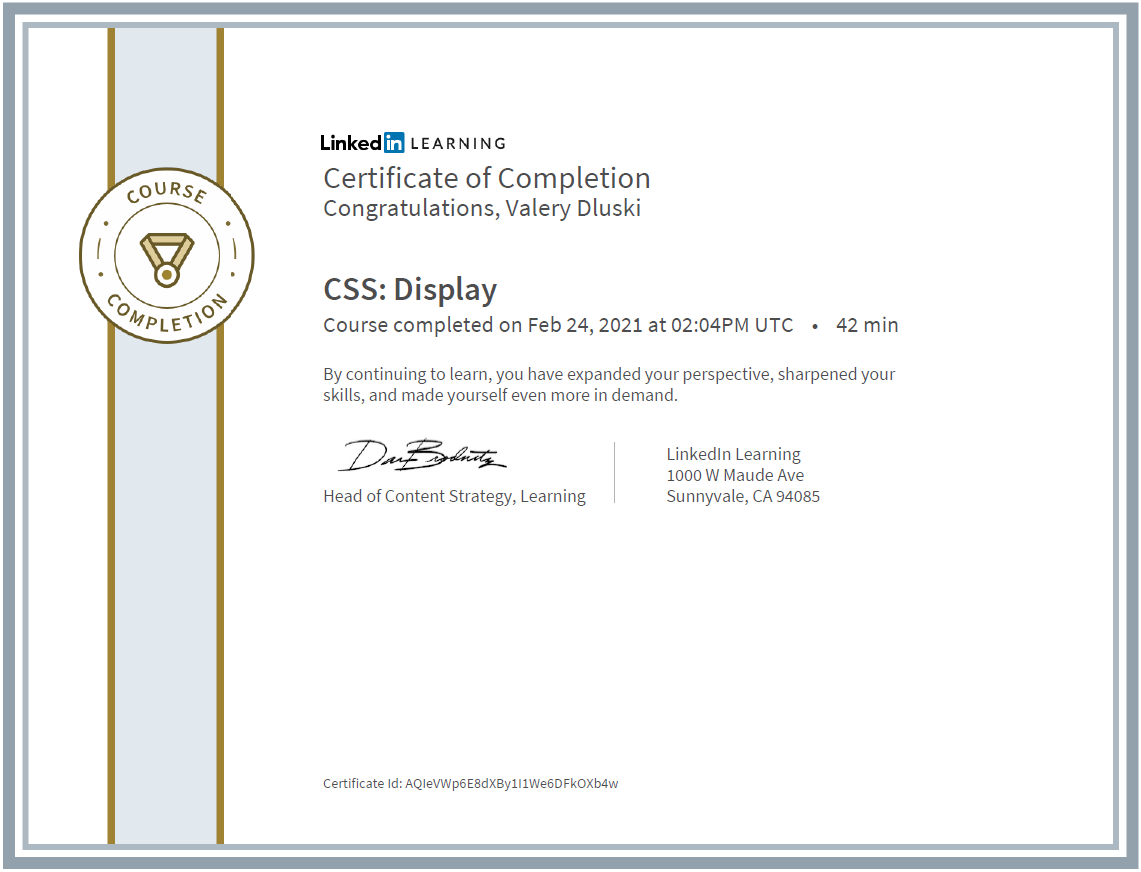 Linked in LEARNING
Certificate of Completion
Congratulations, Valery Dluski
COURSE
COMPLETION
CSS: Display
Course completed on Feb 24, 2021 at 02:04PM UTC • 42 min
By continuing to learn, you have expanded your perspective, sharpened your
skills, and made yourself even more in demand.
Head of Content Strategy, Learning
LinkedIn Learning
1000 W Maude Ave
Sunnyvale, CA 94085
Certificate Id: AQIeVWp6E8dXBy1I1We6DFkOXb4w